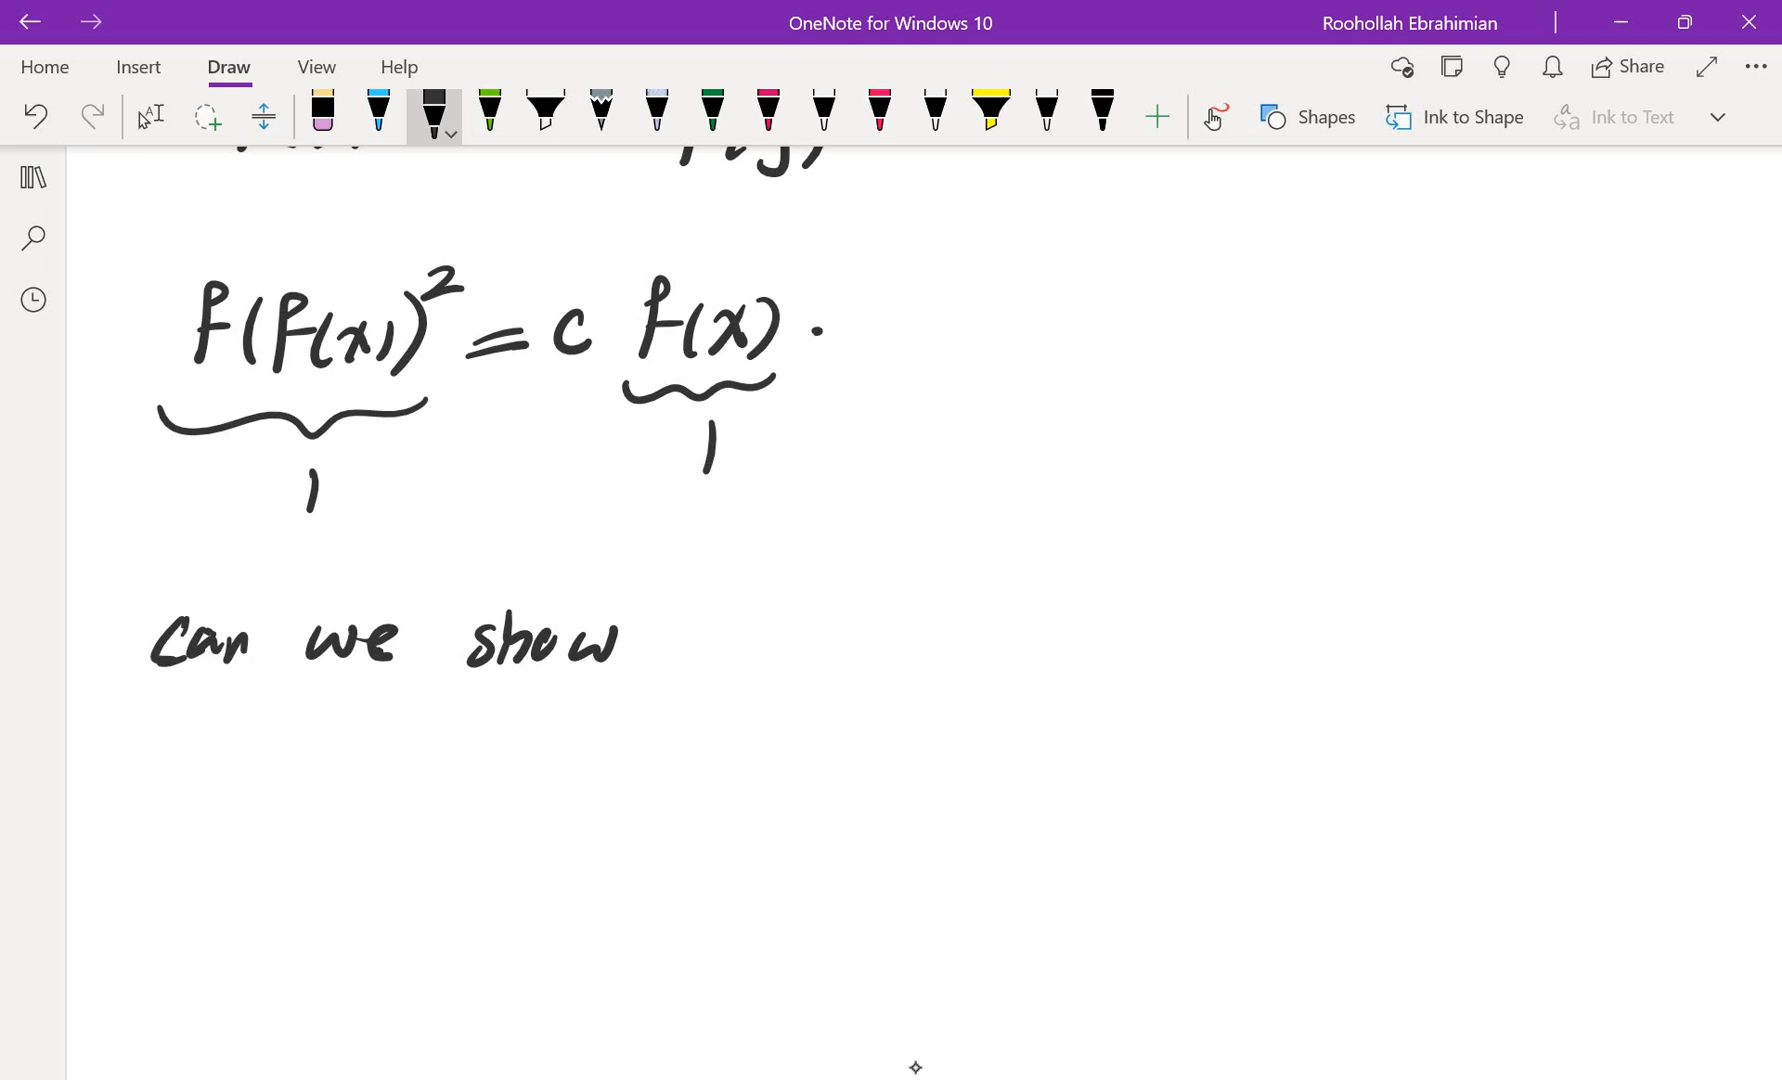 OneNote for Windows 10
Roohollah Ebrahimian
Home Insert Draw View Help
Share
Shapes Ink to Shape Ink to Text
f(f(x))² = c f(x) .
1
1
can we show